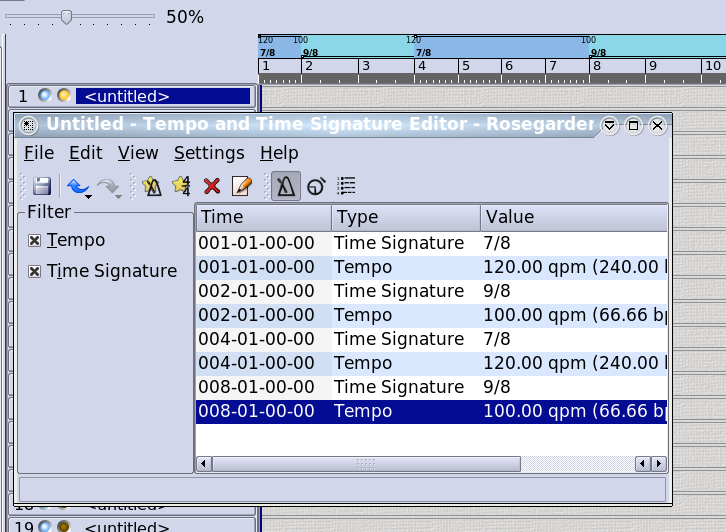 50%
120 100 120 100
7/8 9/8 7/8 9/8
1 2 3 4 5 6 7 8 9 10
1 <untitled>
Untitled - Tempo and Time Signature Editor - Rosegarden
File Edit View Settings Help
Filter
Tempo
Time Signature
Time Type Value
001-01-00-00 Time Signature 7/8
001-01-00-00 Tempo 120.00 qpm (240.00
002-01-00-00 Time Signature 9/8
002-01-00-00 Tempo 100.00 qpm (66.66 bp
004-01-00-00 Time Signature 7/8
004-01-00-00 Tempo 120.00 qpm (240.00
008-01-00-00 Time Signature 9/8
008-01-00-00 Tempo 100.00 qpm (66.66 bp
18 <untitled>
19 <untitled>